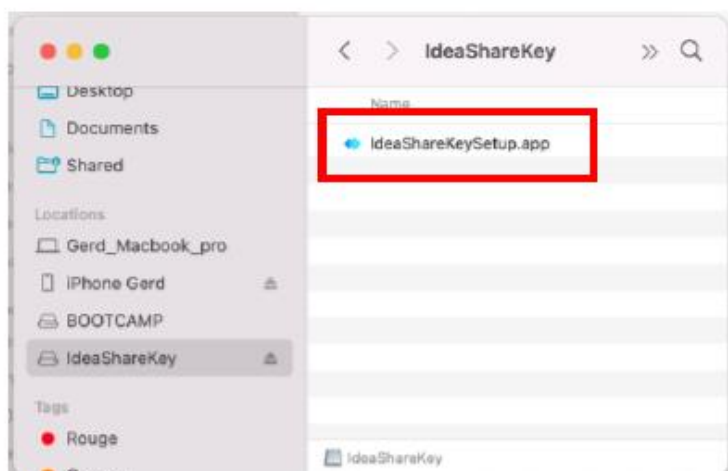 IdeaShareKey
Desktop
Documents
Shared
Locations
Gerd_Macbook_pro
iPhone Gerd
BOOTCAMP
IdeaShareKey
Tags
Rouge
Name
IdeaShareKeySetup.app
IdeaShareKey